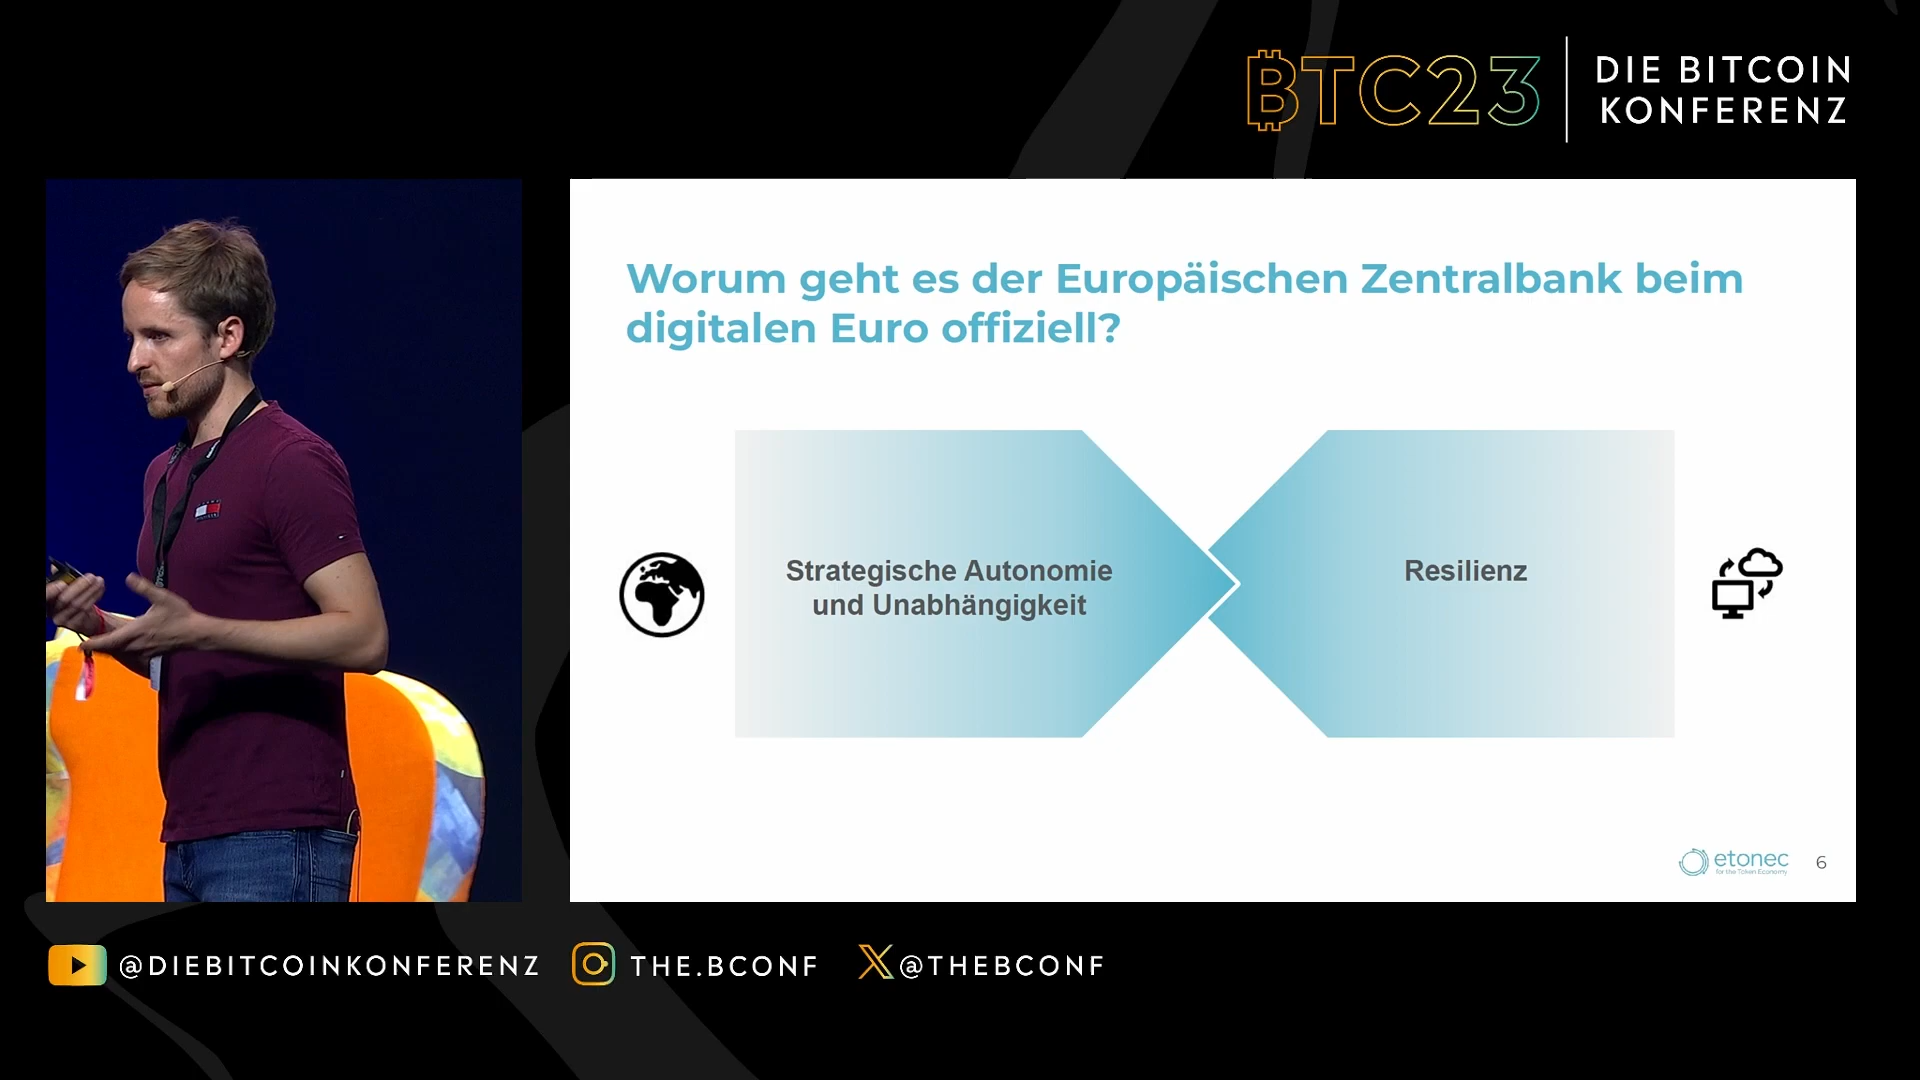 BTC23
DIE BITCOIN
KONFERENZ
Worum geht es der Europäischen Zentralbank beim
digitalen Euro offiziell?
Strategische Autonomie
und Unabhängigkeit
Resilienz
etonec
for the Token Economy
6
@DIEBITCOINKONFERENZ
THE.BCONF
@THEBCONF